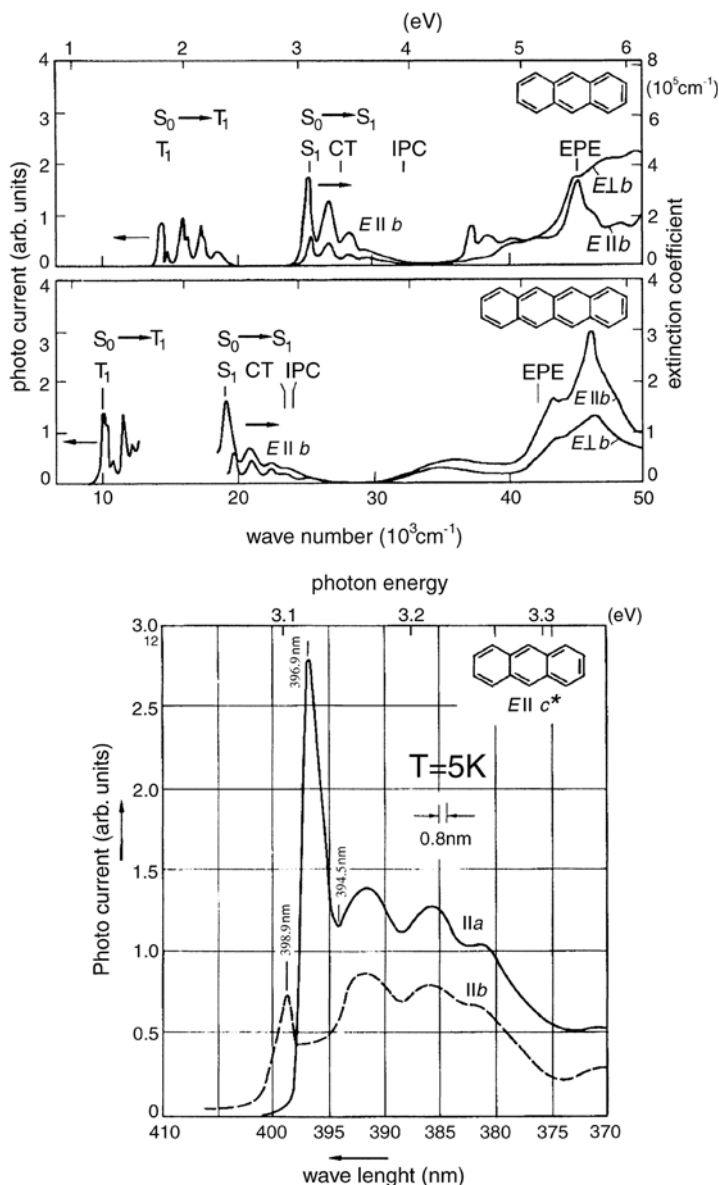 (eV)
1 2 3 4 5 6
4 8
(10⁵cm⁻¹)
3 6
S₀ → T₁ S₀ → S₁
T₁ S₁ CT IPC EPE
2 4
E⊥b
1 E || b 2
E || b
0 0
4 4
S₀ → T₁ S₀ → S₁
3 3
T₁ S₁ CT IPC EPE
2 2
E || b E||b
1 1
E⊥b
0 0
10 20 30 40 50
wave number (10³cm⁻¹)
photo current (arb. units)
extinction coefficient
photon energy
3.11 3.22 3.3 (eV)
3.0
12
396.9nm
E|| c*
2.5
T=5K
2.0
0.8nm
1.5
394.5nm
398.9nm
IIa
1.0
IIb
0.5
0
410 400 395 390 385 380 375 370
wave lenght (nm)
Photo current (arb. units)